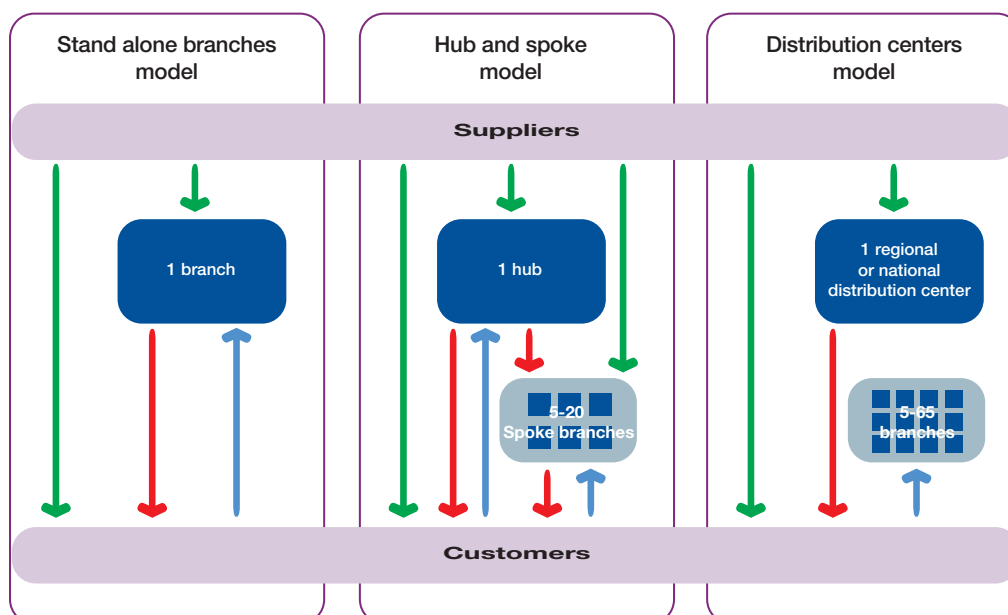 Stand alone branches
model
Hub and spoke
model
Distribution centers
model
Suppliers
1 branch
1 hub
1 regional
or national
distribution center
5-20
Spoke branches
5-65
branches
Customers